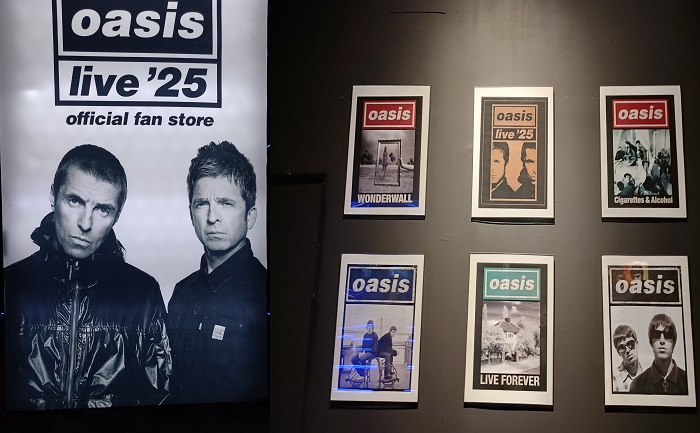 oasis
live '25
official fan store
oasis
WONDERWALL
oasis
live '25
oasis
Cigarettes & Alcohol
oasis
oasis
LIVE FOREVER
oasis